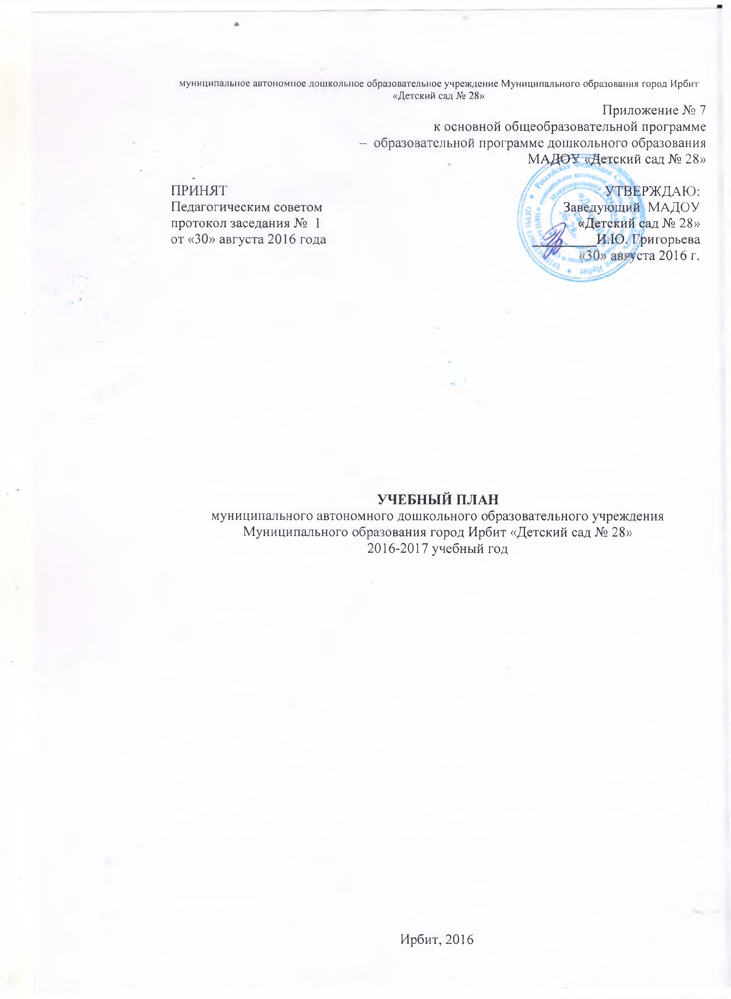 муниципальное автономное дошкольное образовательное учреждение Муниципального образования город Ирбит
«Детский сад № 28»
Приложение № 7
к основной общеобразовательной программе
– образовательной программе дошкольного образования
МАДОУ «Детский сад № 28»
ПРИНЯТ
Педагогическим советом
протокол заседания № 1
от «30» августа 2016 года
УТВЕРЖДАЮ:
Заведующий МАДОУ
«Детский сад № 28»
___________И.Ю. Григорьева
«30» августа 2016 г.
УЧЕБНЫЙ ПЛАН
муниципального автономного дошкольного образовательного учреждения
Муниципального образования город Ирбит «Детский сад № 28»
2016-2017 учебный год
Ирбит, 2016